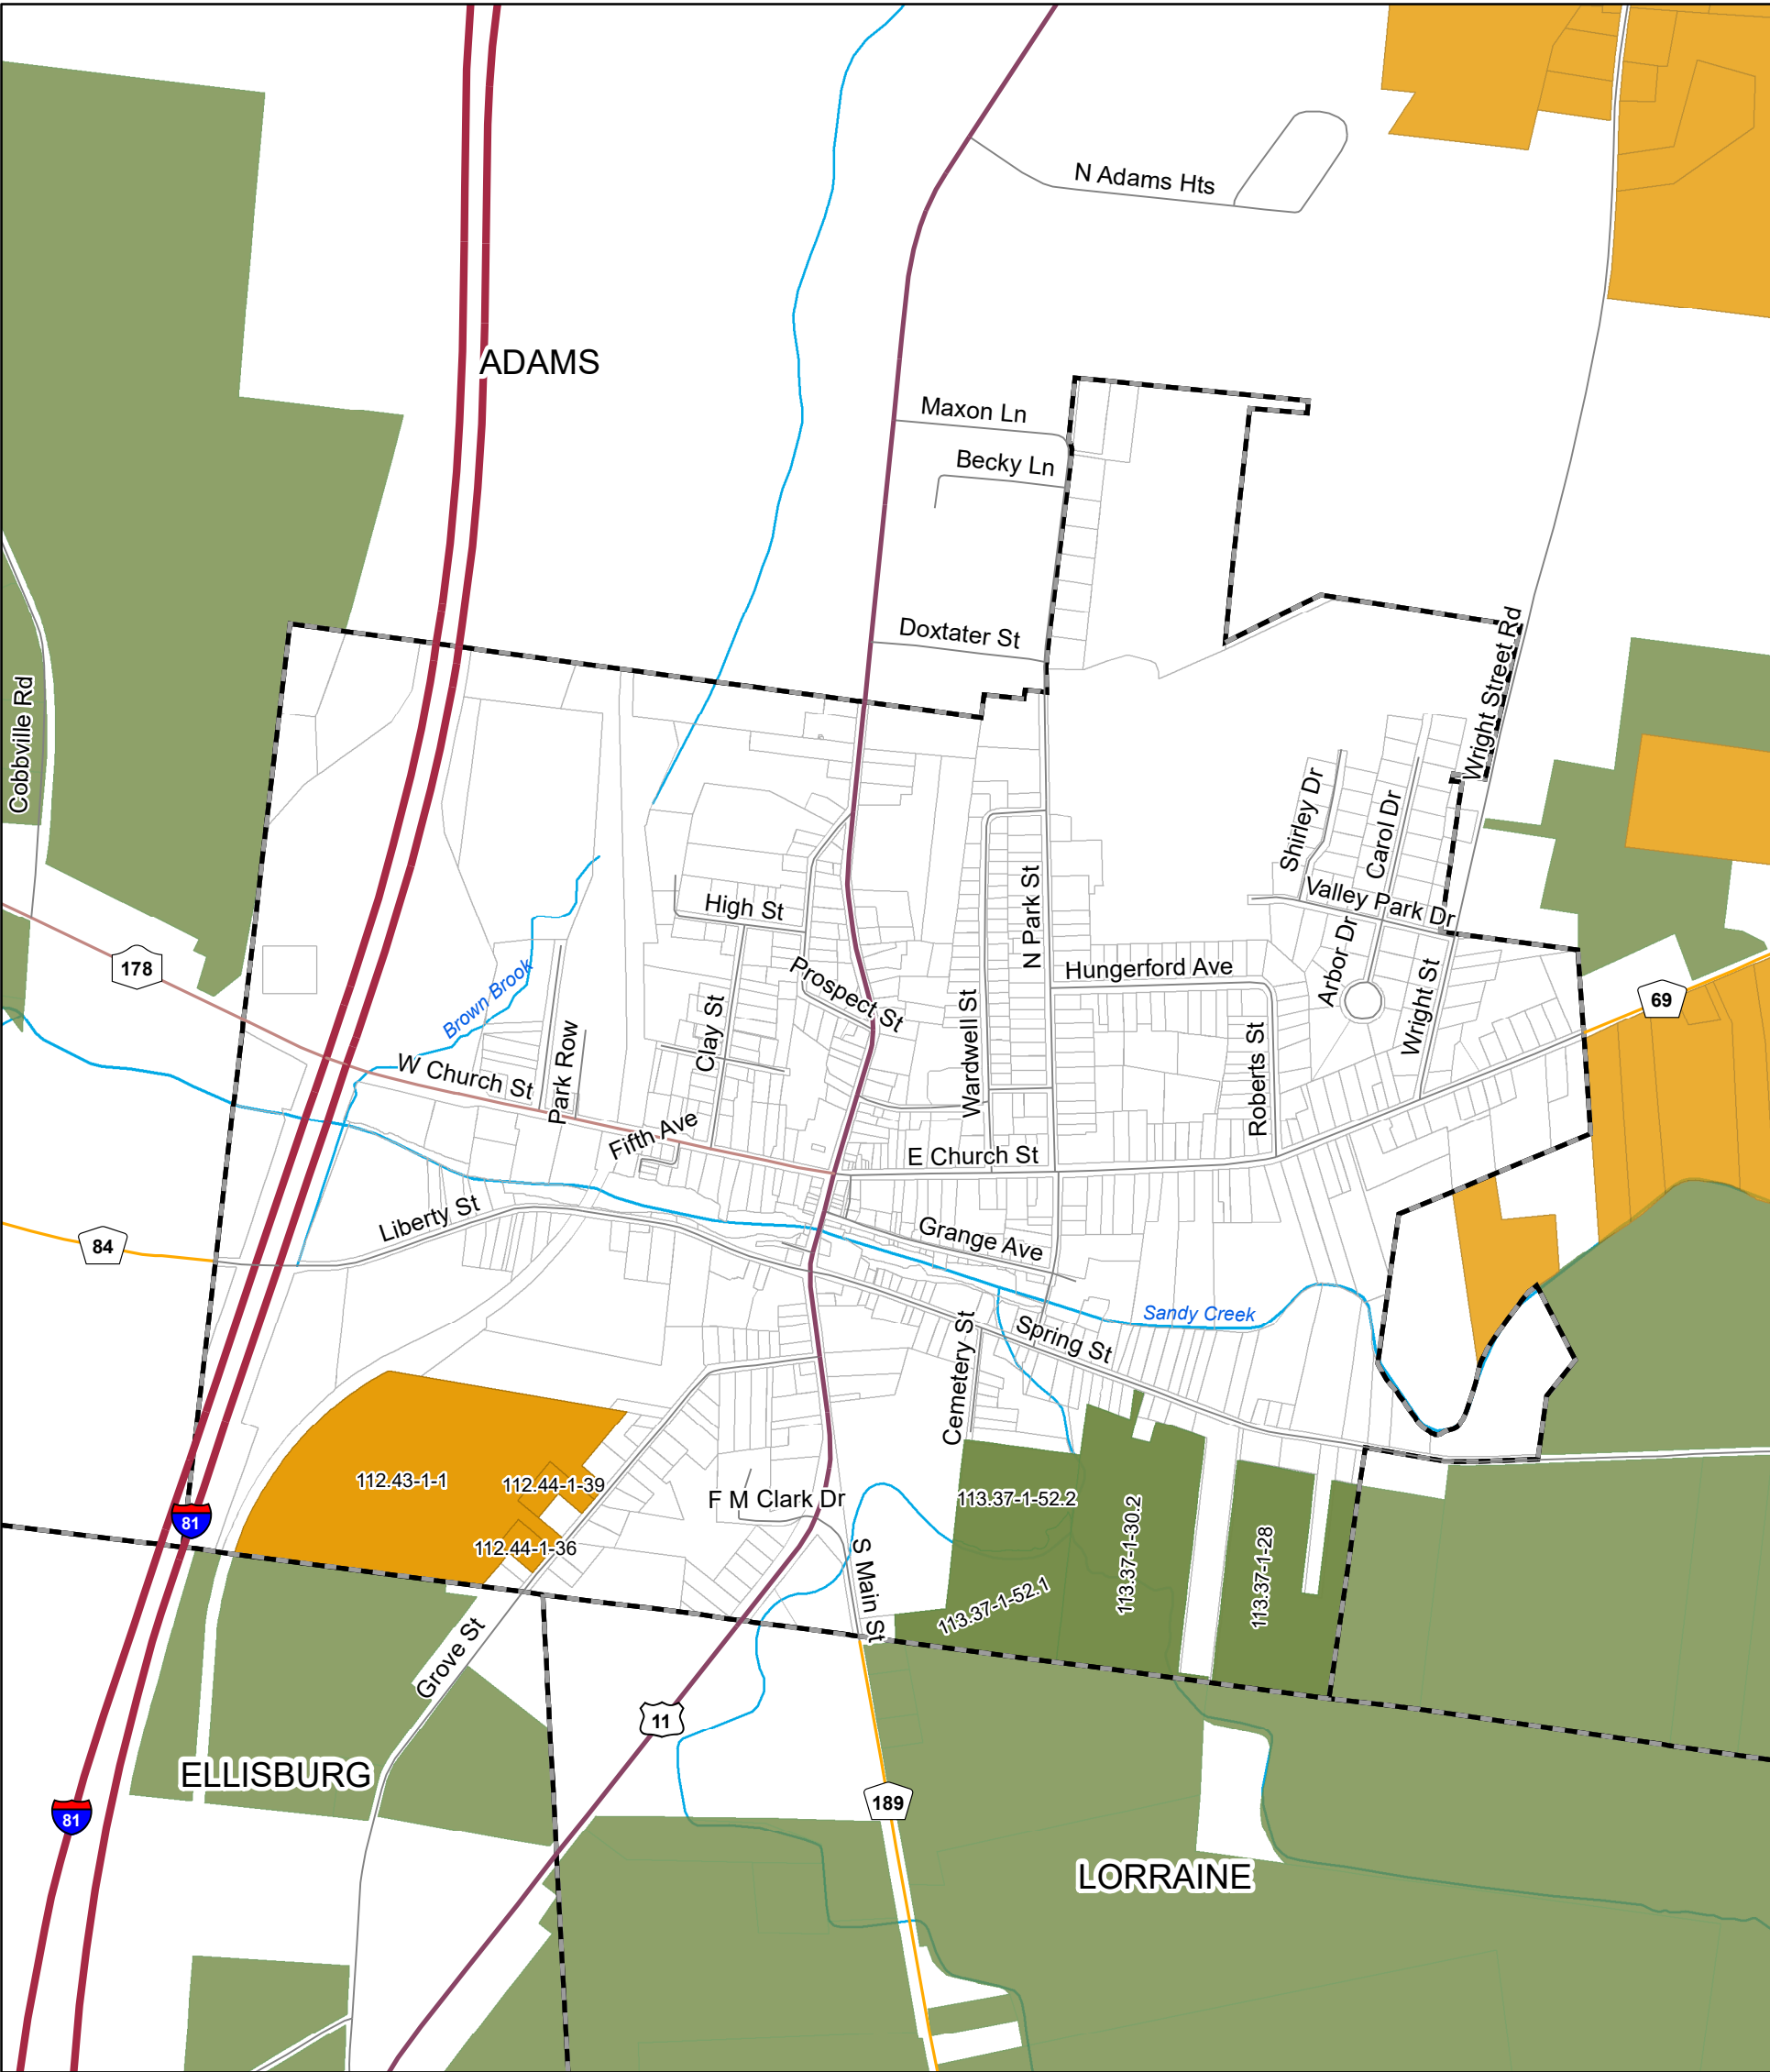 N Adams Hts
ADAMS
Maxon Ln
Becky Ln
Doxtater St
Wright Street Rd
Cobbville Rd
Shirley Dr
Carol Dr
High St
N Park St
Valley Park Dr
178
Brown Brook
Prospect St
Hungerford Ave
Arbor Dr
Wright St
69
Clay St
Wardwell St
W Church St
Park Row
Roberts St
Fifth Ave
E Church St
Liberty St
84
Grange Ave
Sandy Creek
Cemetery St
Spring St
112.43-1-1
112.44-1-39
F M Clark Dr
113.37-1-52.2
113.37-1-30.2
81
112.44-1-36
S Main St
113.37-1-52.1
113.37-1-28
Grove St
11
ELLISBURG
81
189
LORRAINE